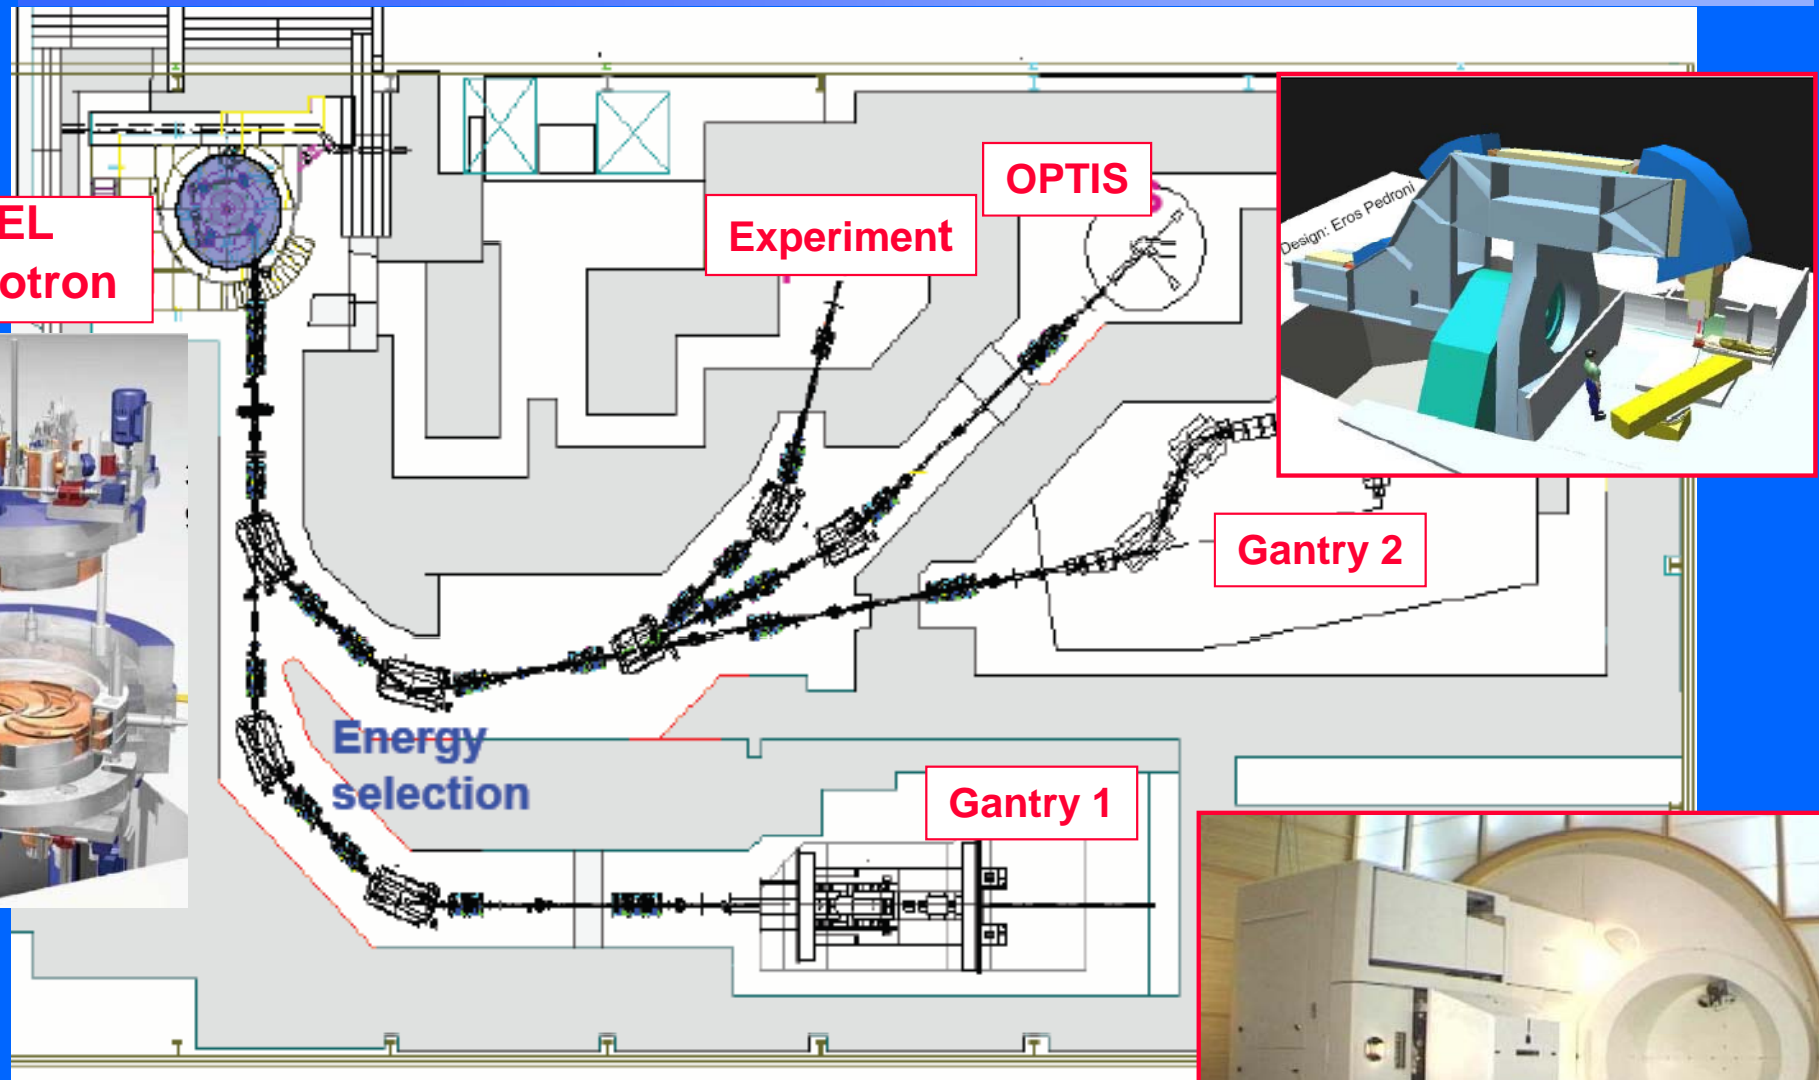 EL
otron
Experiment
OPTIS
Design: Eros Pedroni
Gantry 2
Energy
selection
Gantry 1